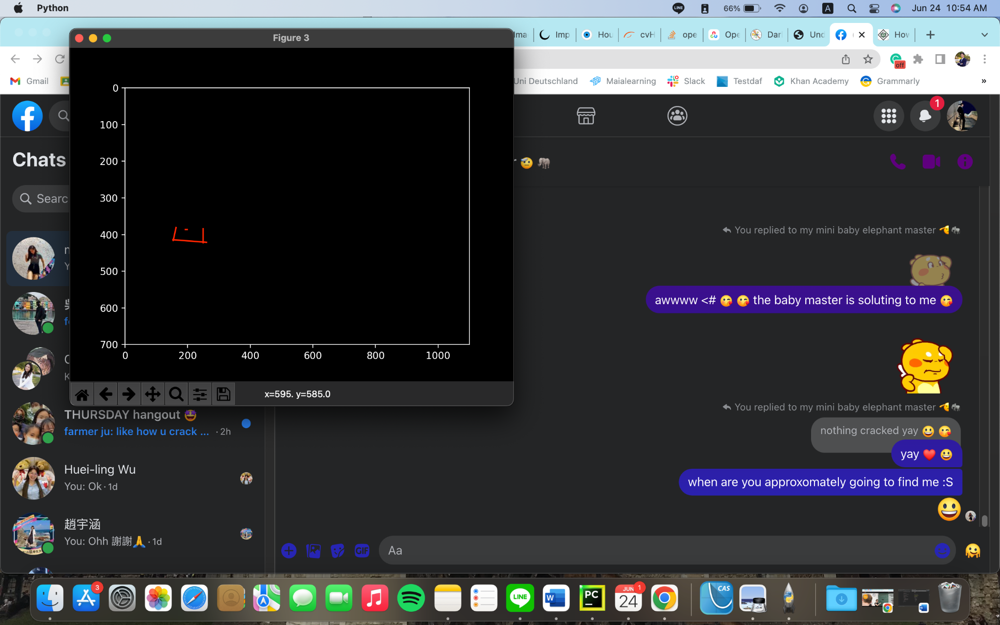 Python
66%
Jun 24 10:54 AM
Figure 3
Imp
Hou
cvH
ope
Ope
Dar
Und
How
off
Gmail
Uni Deutschland
Maialearning
Slack
Testdaf
Khan Academy
Grammarly
»
1
Chats
Searc
0
100
200
300
400
500
600
700
0 200 400 600 800 1000
x=595. y=585.0
You replied to my mini baby elephant master
awwww <# 😘 😘 the baby master is soluting to me 😘
You replied to my mini baby elephant master
nothing cracked yay 😀 😘
yay ❤️ 😀
when are you approxomately going to find me :S
THURSDAY hangout 🤩
farmer ju: like how u crack ... · 2h
Huei-ling Wu
You: Ok · 1d
趙宇涵
You: Ohh 謝謝🙏 · 1d
GIF
Aa
3
LINE
W
PC
JUN
24
1
CAS